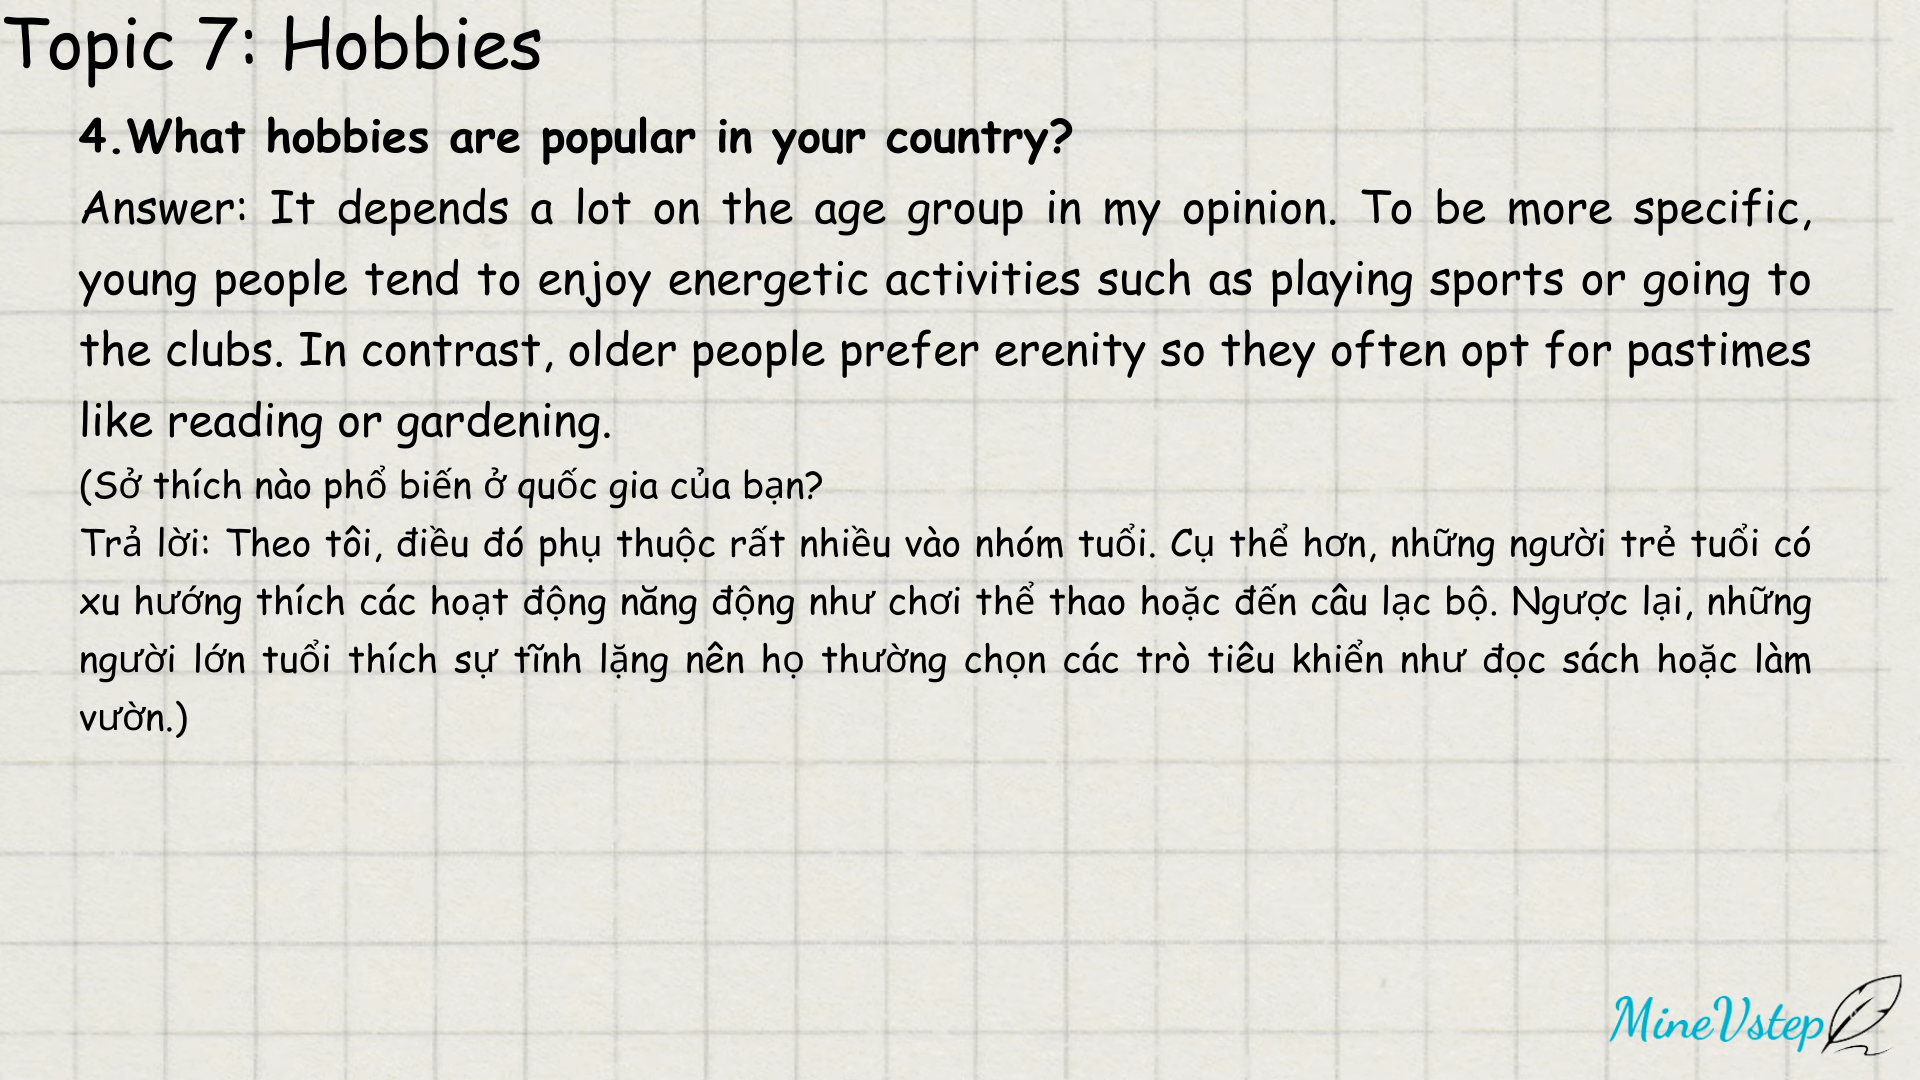 Topic 7: Hobbies
4.What hobbies are popular in your country?
Answer: It depends a lot on the age group in my opinion. To be more specific,
young people tend to enjoy energetic activities such as playing sports or going to
the clubs. In contrast, older people prefer erenity so they often opt for pastimes
like reading or gardening.
(Sở thích nào phổ biến ở quốc gia của bạn?
Trả lời: Theo tôi, điều đó phụ thuộc rất nhiều vào nhóm tuổi. Cụ thể hơn, những người trẻ tuổi có
xu hướng thích các hoạt động năng động như chơi thể thao hoặc đến câu lạc bộ. Ngược lại, những
người lớn tuổi thích sự tĩnh lặng nên họ thường chọn các trò tiêu khiển như đọc sách hoặc làm
vườn.)
MineVstep